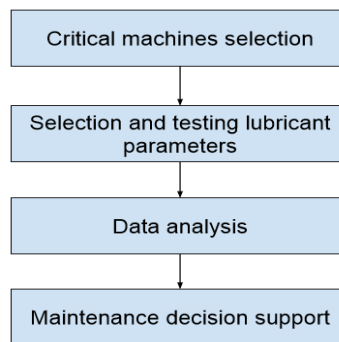 Critical machines selection
Selection and testing lubricant
parameters
Data analysis
Maintenance decision support